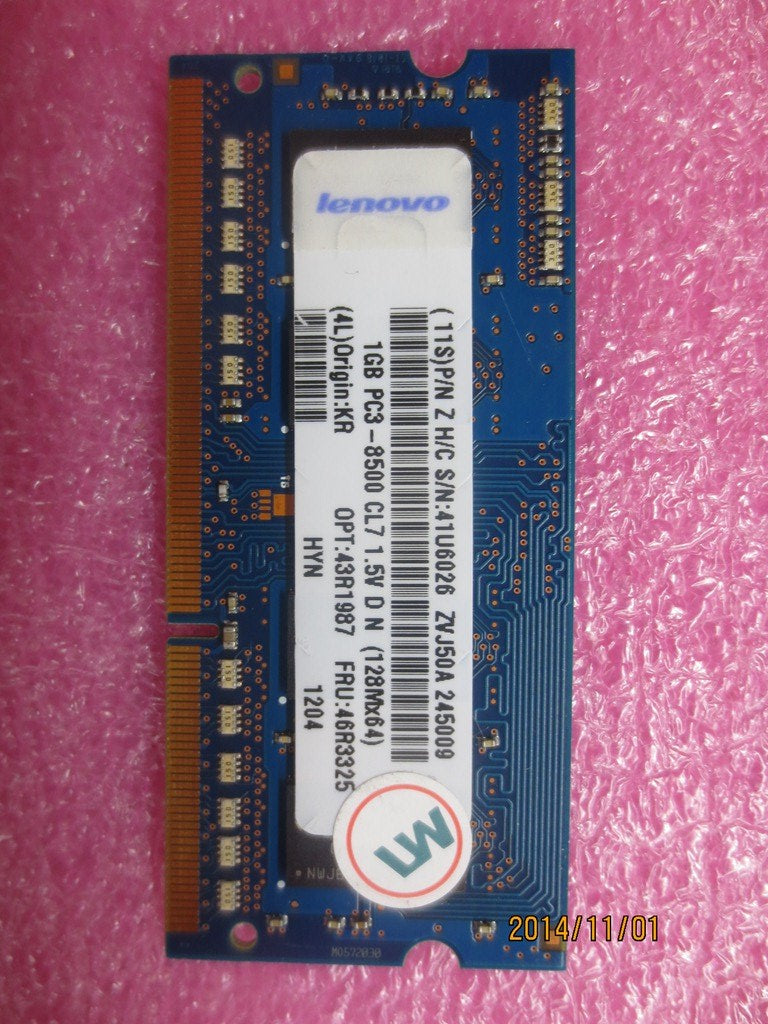 lenovo
(11S)P/N Z H/C S/N:41U6026 ZVJ50A 245009
1GB PC3-8500 CL7 1.5V D N (128Mx64)
(4L)Origin:KR OPT:43R1987 FRU:46R3325
HYN 1204
M0572030
2014/11/01